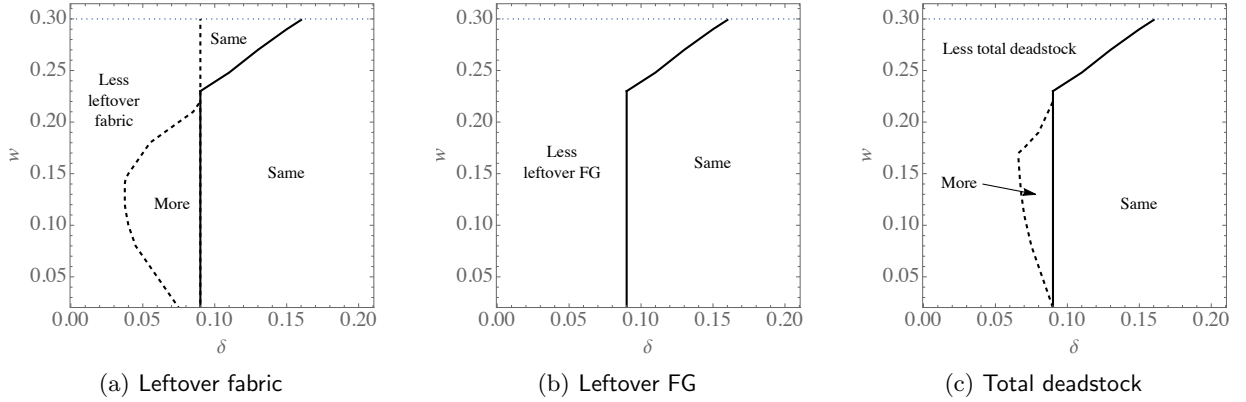 0.30
0.25
0.20
0.15
0.10
0.05
w
Same
Less
leftover
fabric
More
Same
0.00 0.05 0.10 0.15 0.20
δ
(a) Leftover fabric
0.30
0.25
0.20
0.15
0.10
0.05
w
Less
leftover FG
Same
0.00 0.05 0.10 0.15 0.20
δ
(b) Leftover FG
0.30
0.25
0.20
0.15
0.10
0.05
w
Less total deadstock
More
Same
0.00 0.05 0.10 0.15 0.20
δ
(c) Total deadstock